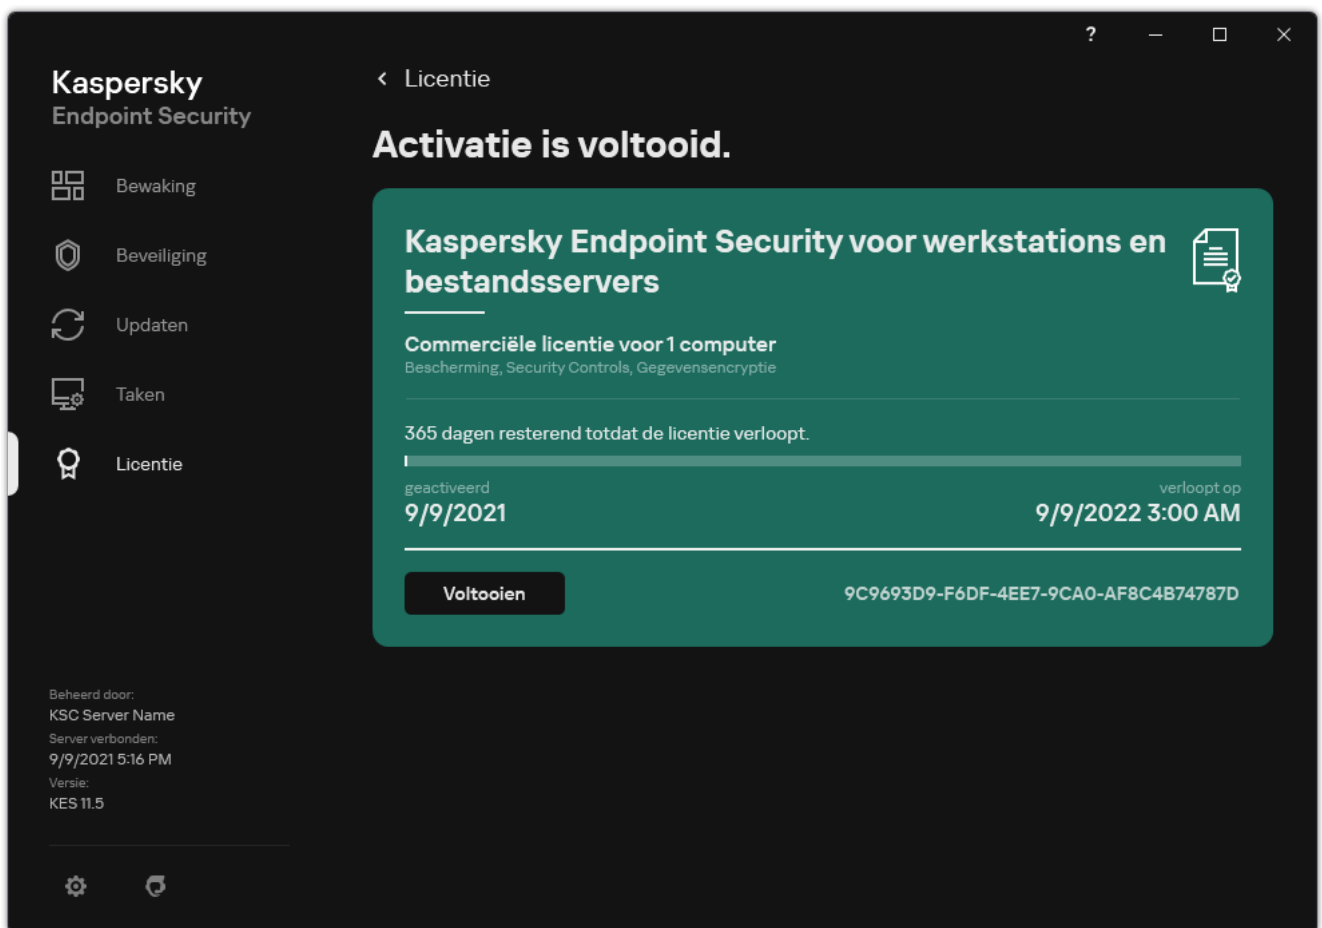 ?
Kaspersky
Endpoint Security
Bewaking
Beveiliging
Updaten
Taken
Licentie
Beheerd door:
KSC Server Name
Server verbonden:
9/9/2021 5:16 PM
Versie:
KES 11.5
Licentie
Activatie is voltooid.
Kaspersky Endpoint Security voor werkstations en
bestandsservers
Commerciële licentie voor 1 computer
Bescherming, Security Controls, Gegevensencryptie
365 dagen resterend totdat de licentie verloopt.
geactiveerd verloopt op
9/9/2021 9/9/2022 3:00 AM
Voltooien 9C9693D9-F6DF-4EE7-9CA0-AF8C4B74787D